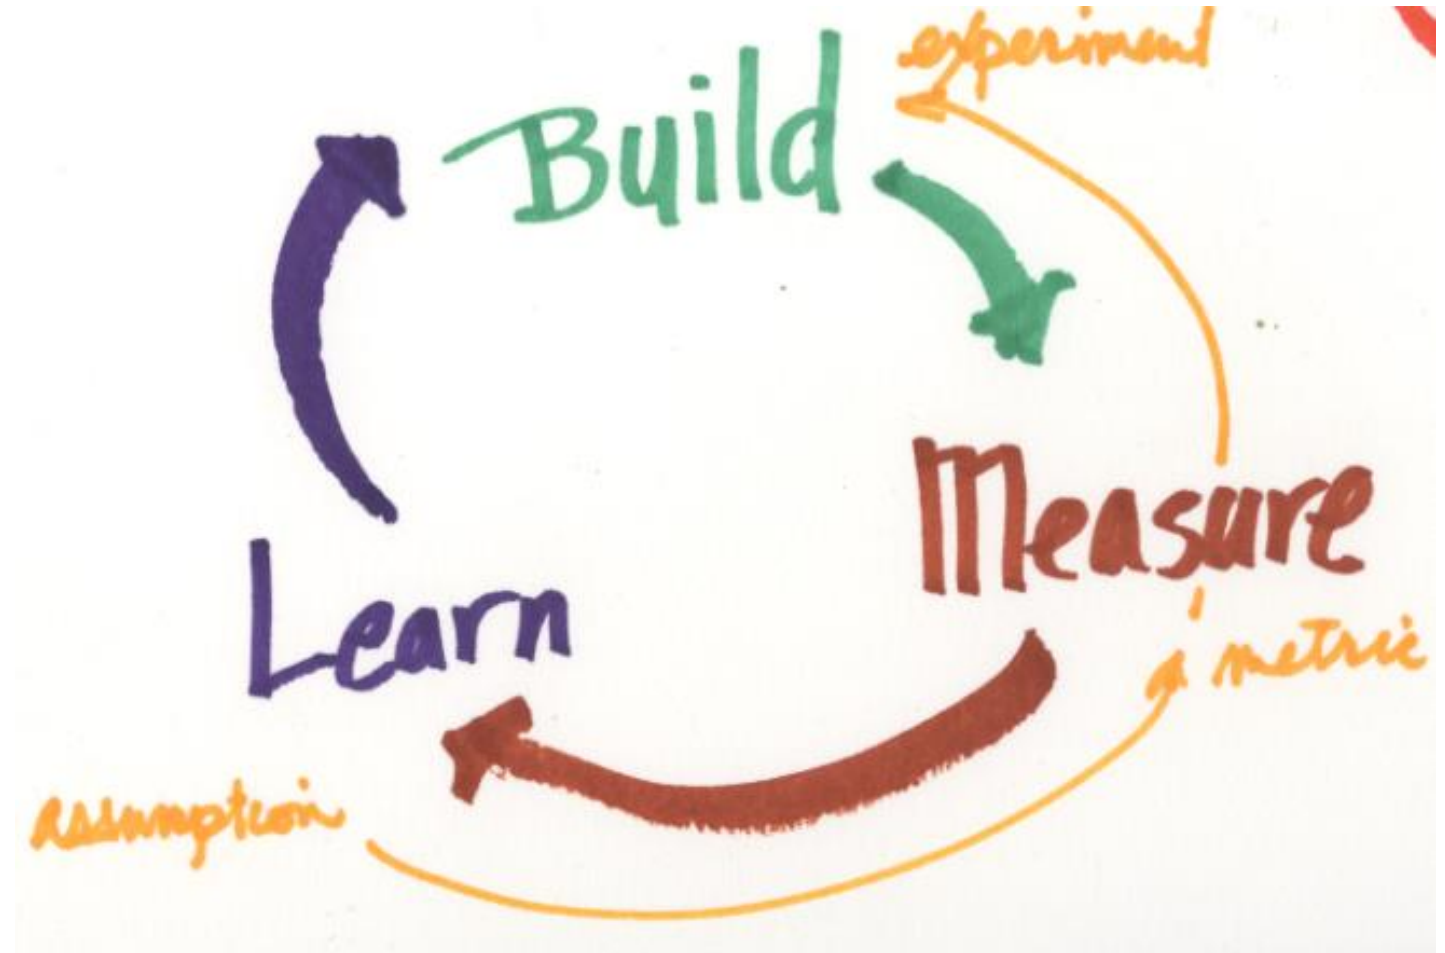 experiment
Build
Measure
metric
Learn
assumption